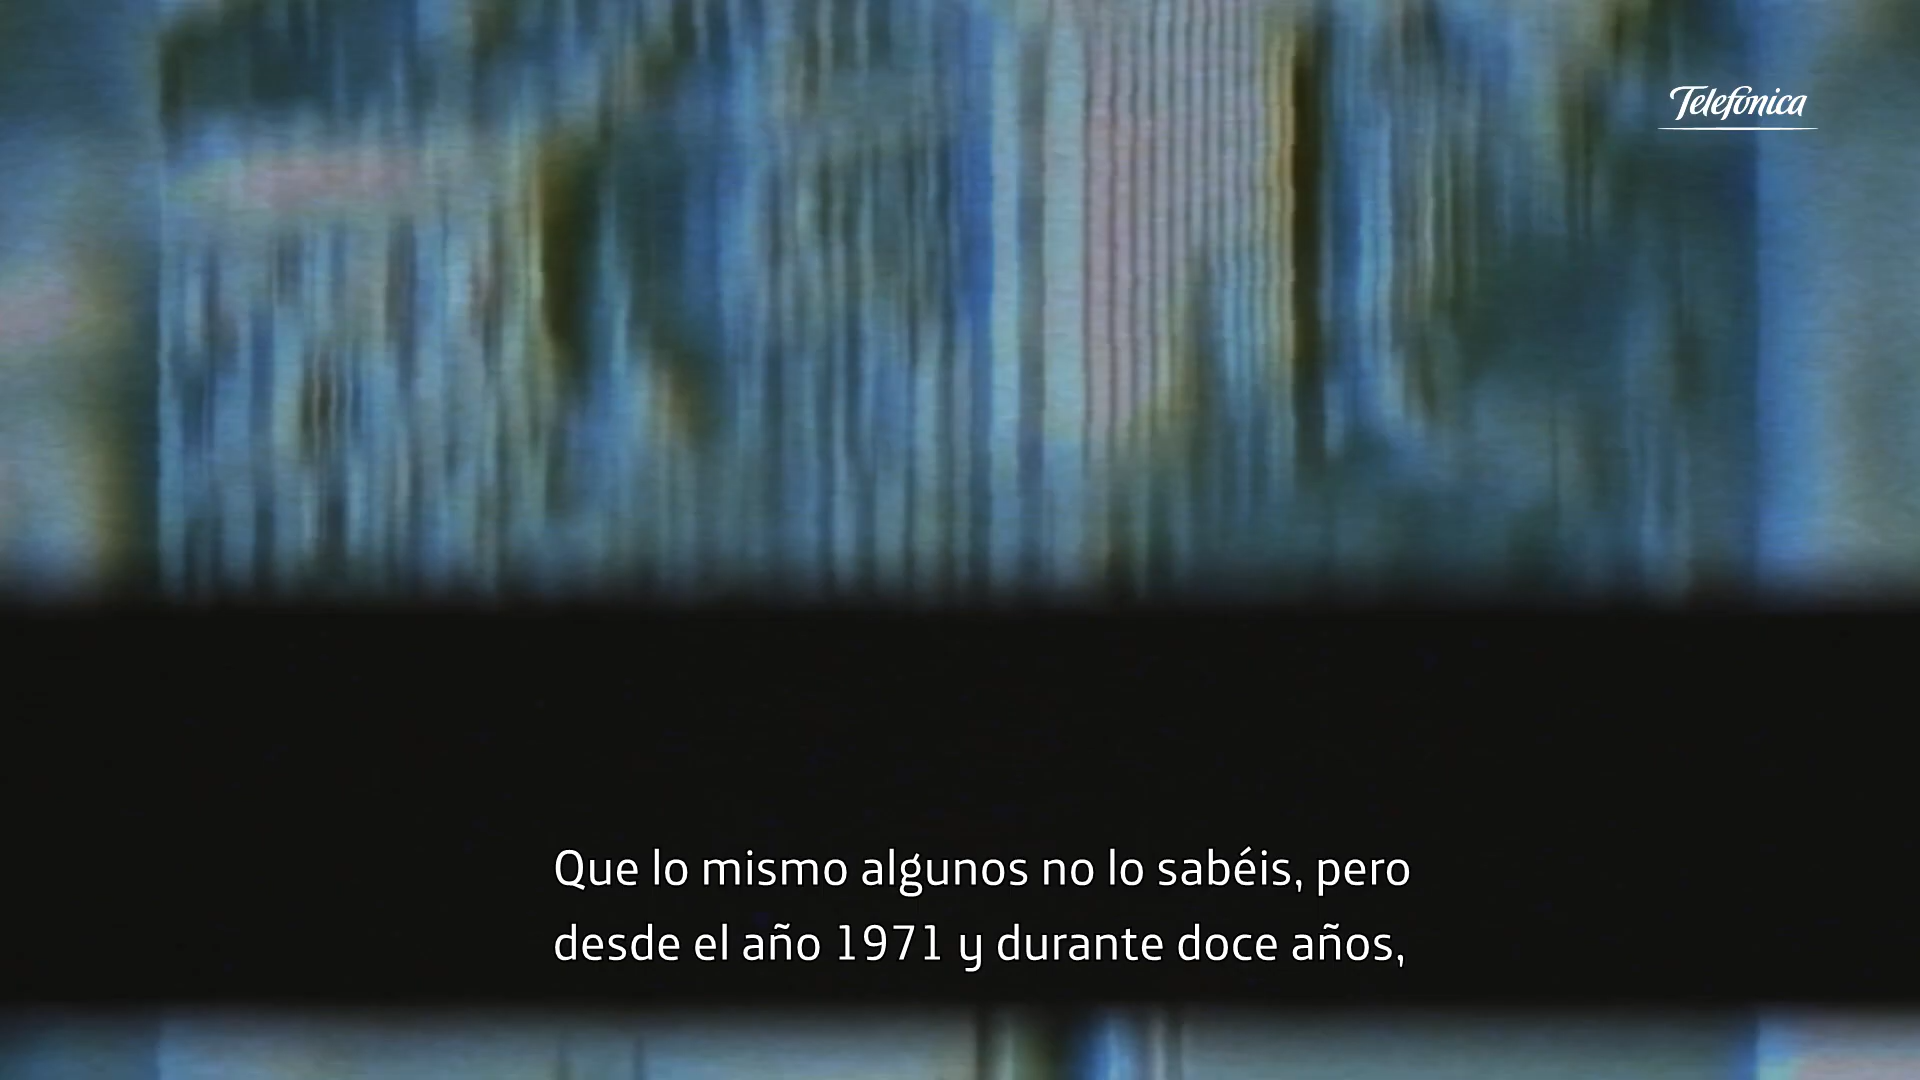 Telefónica
Que lo mismo algunos no lo sabéis, pero
desde el año 1971 y durante doce años,